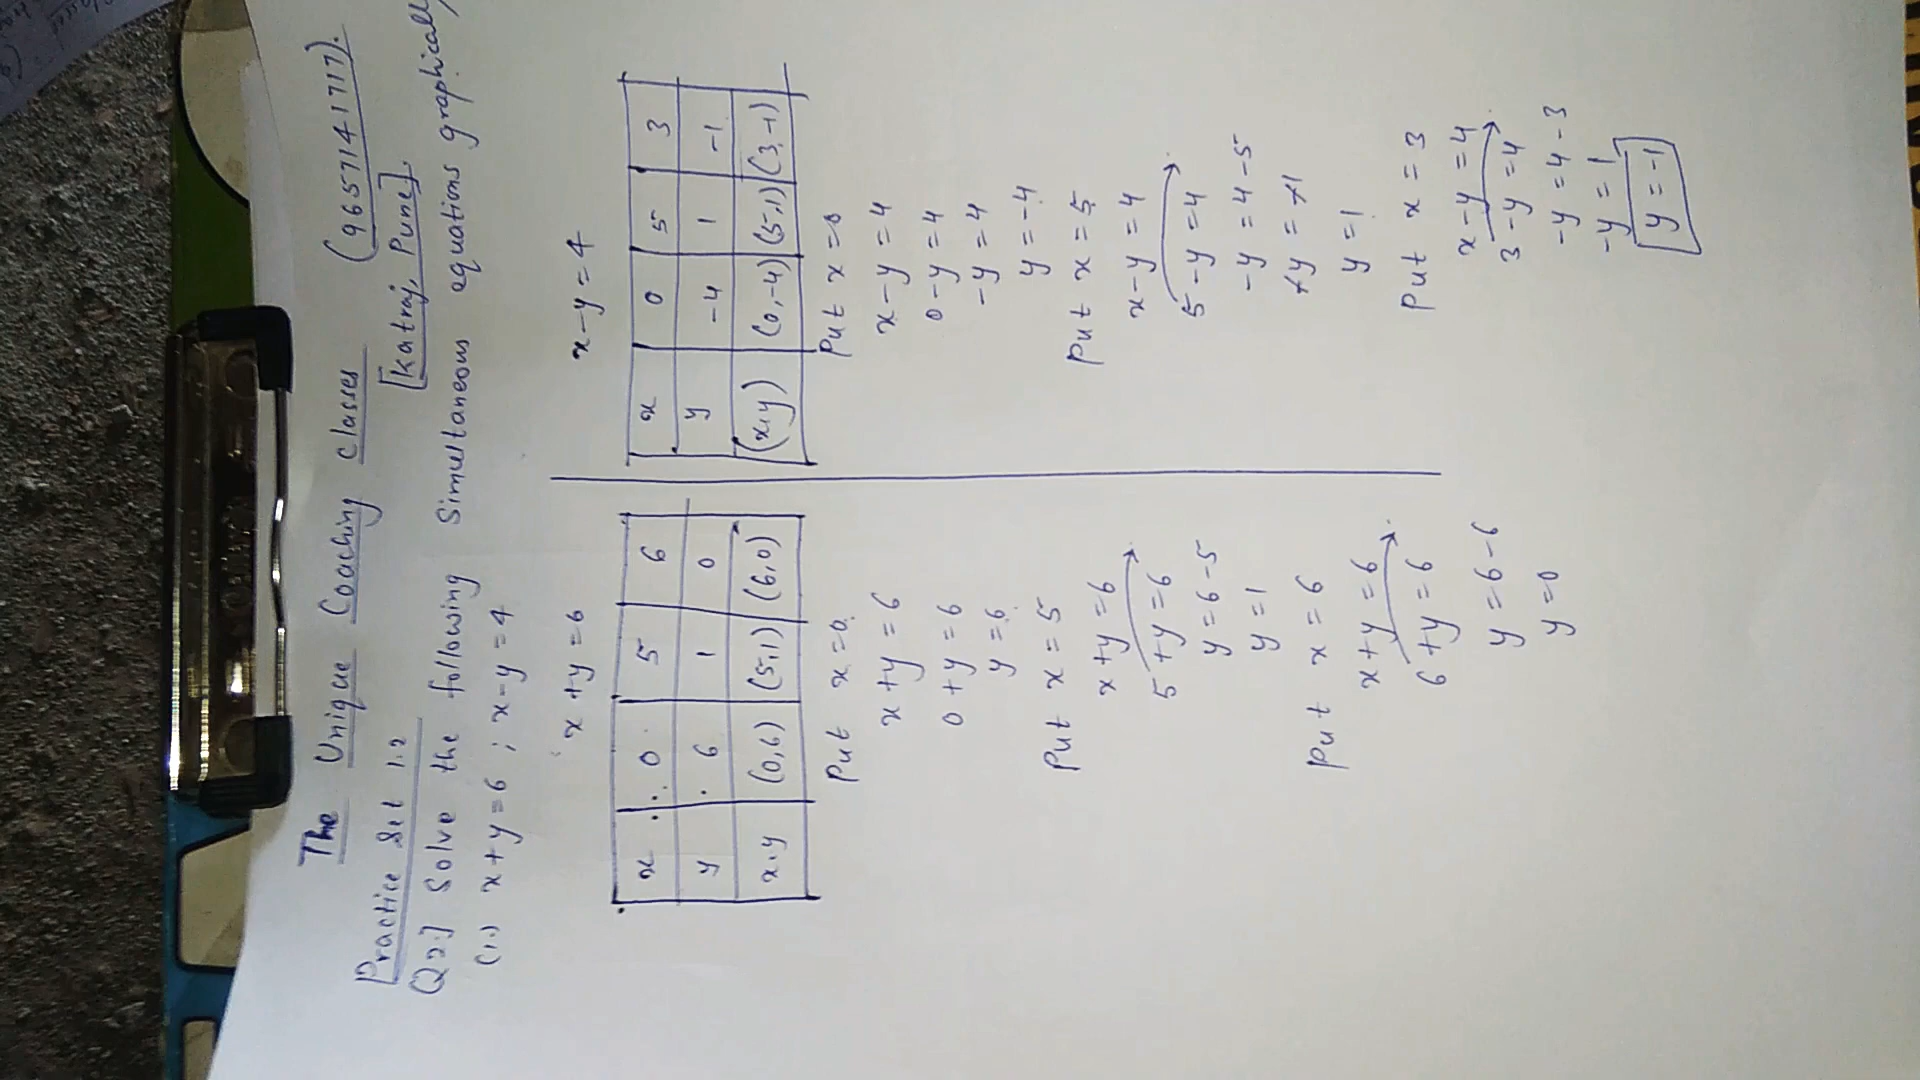 The Unique Coaching Classes (9657141717).
[Katraj, Pune].
Practice Set 1.2
Q2.] Solve the following Simultaneous equations graphically
(1.) x+y=6 ; x-y=4
x+y=6
x 0 5 6
y 6 1 0
x,y (0,6) (5,1) (6,0)
Put x=0.
x+y=6
0+y=6
y=6.
Put x=5
x+y=6
5+y=6
y=6-5
y=1
Put x=6
x+y=6
6+y=6
y=6-6
y=0
x-y=4
x 0 5 3
y -4 1 -1
(x,y) (0,-4) (5,1) (3,-1)
Put x=0
x-y=4
0-y=4
-y=4
y=-4
Put x=5
x-y=4
5-y=4
-y=4-5
-y=-1
y=1
Put x=3
x-y=4
3-y=4
-y=4-3
-y=1
y=-1